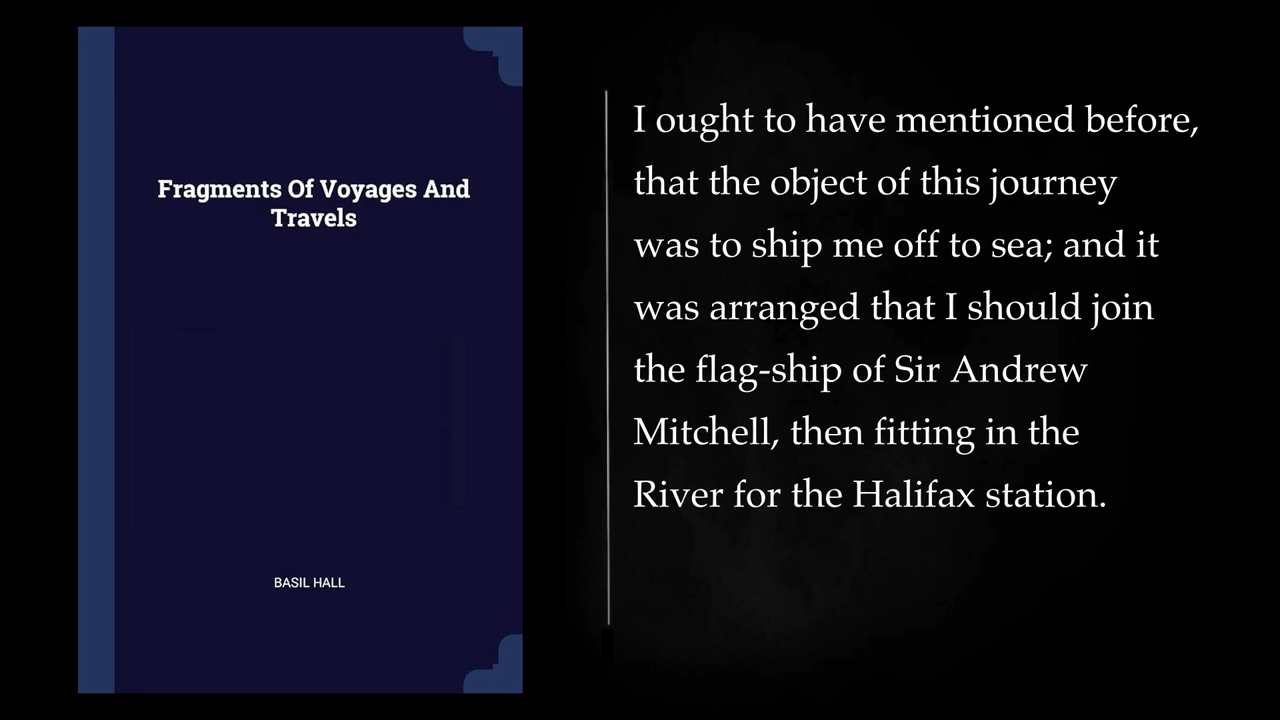 Fragments Of Voyages And
Travels
BASIL HALL
I ought to have mentioned before,
that the object of this journey
was to ship me off to sea; and it
was arranged that I should join
the flag-ship of Sir Andrew
Mitchell, then fitting in the
River for the Halifax station.